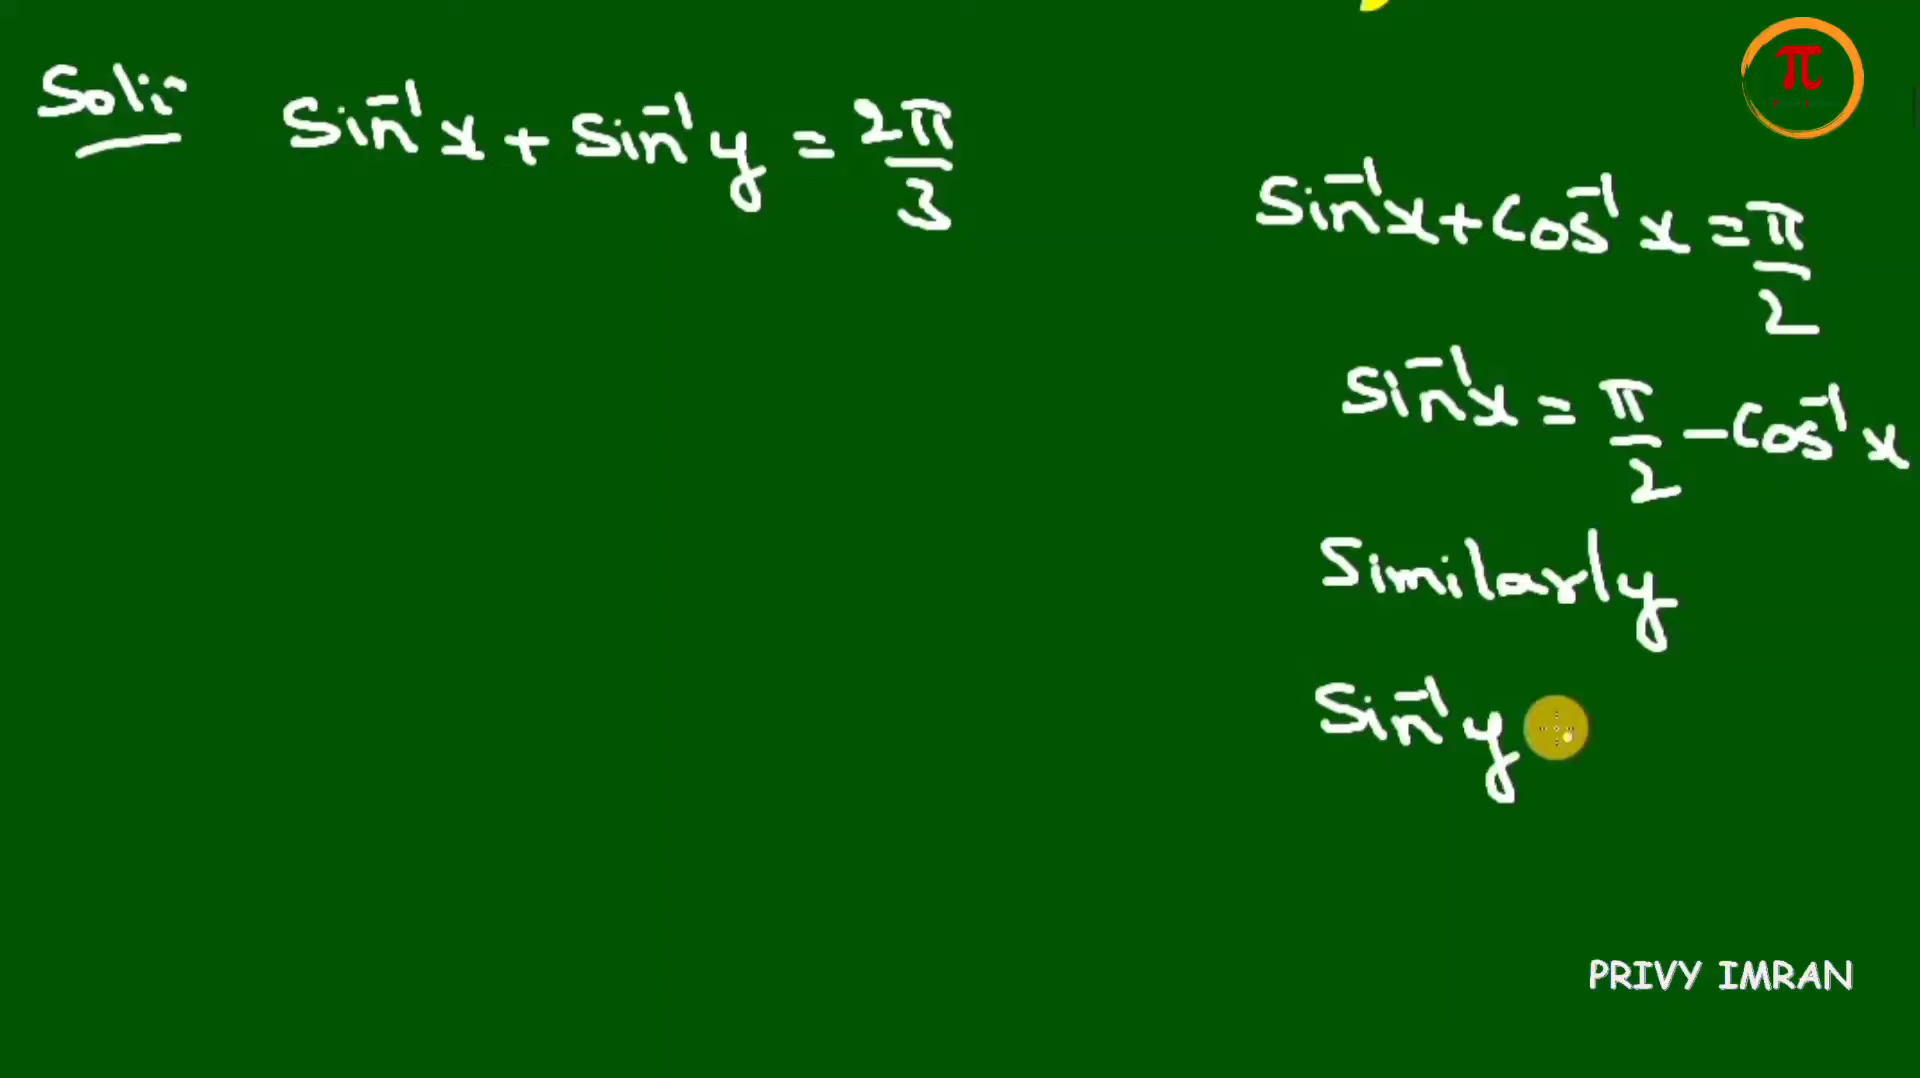 Sol:-
Sin⁻¹x + Sin⁻¹y = 2π/3
Sin⁻¹x + Cos⁻¹x = π/2
Sin⁻¹x = π/2 - Cos⁻¹x
Similarly
Sin⁻¹y
π
PRIVY IMRAN